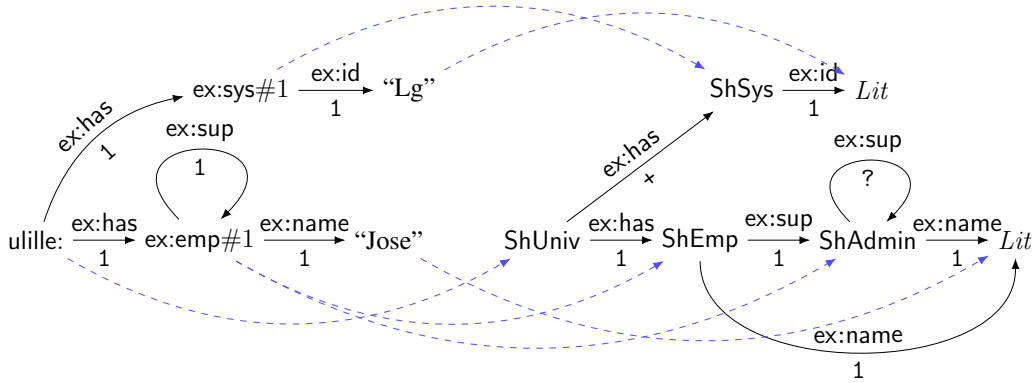 ex:sys#1 ex:id 1 “Lg” ShSys ex:id 1 Lit
ex:has 1 ex:sup 1 ex:has + ex:sup ?
ulille: ex:has 1 ex:emp#1 ex:name 1 “Jose” ShUniv ex:has 1 ShEmp ex:sup 1 ShAdmin ex:name 1 Lit
ex:name
1